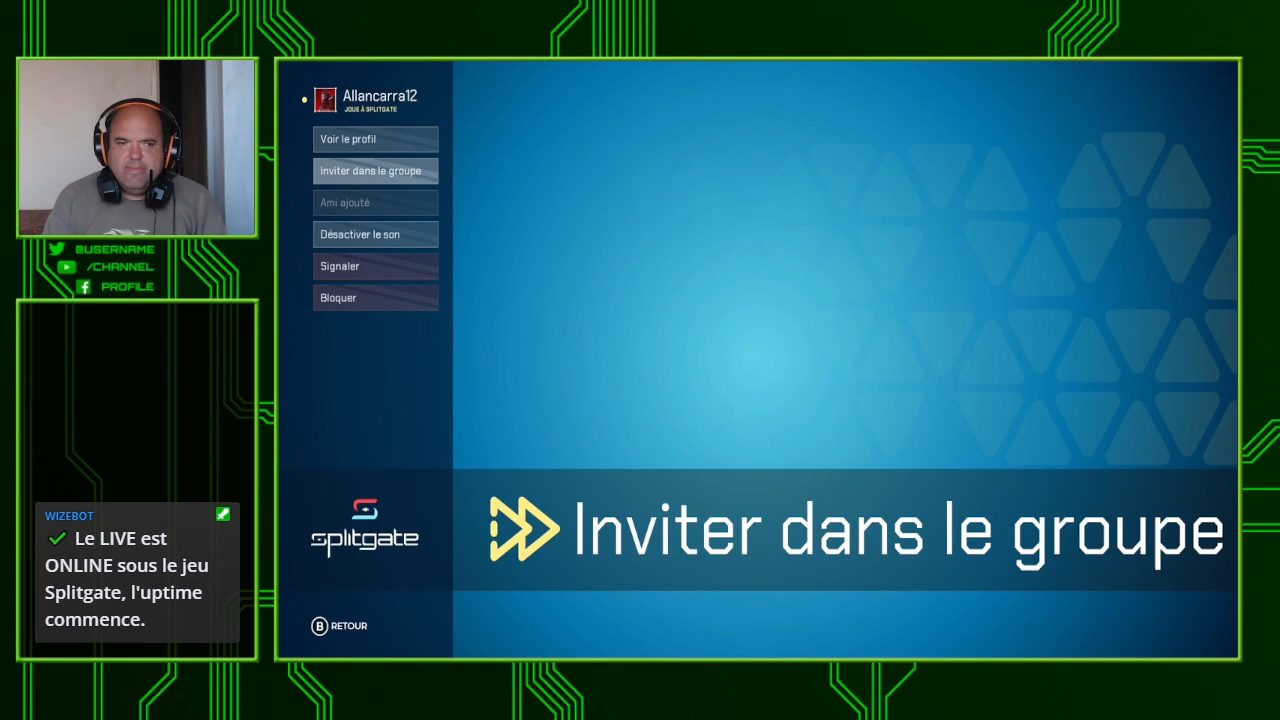 @USERNAME
/CHANNEL
PROFILE
WIZEBOT
Le LIVE est
ONLINE sous le jeu
Splitgate, l'uptime
commence.
Allancarra12
JOUE À SPLITGATE
Voir le profil
Inviter dans le groupe
Ami ajouté
Désactiver le son
Signaler
Bloquer
splitgate
Inviter dans le groupe
B RETOUR